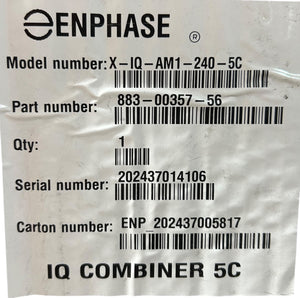 ENPHASE ®
Model number: X-IQ-AM1-240-5C
Part number: 883-00357-56
Qty: 1
Serial number: 202437014106
Carton number: ENP_202437005817
IQ COMBINER 5C